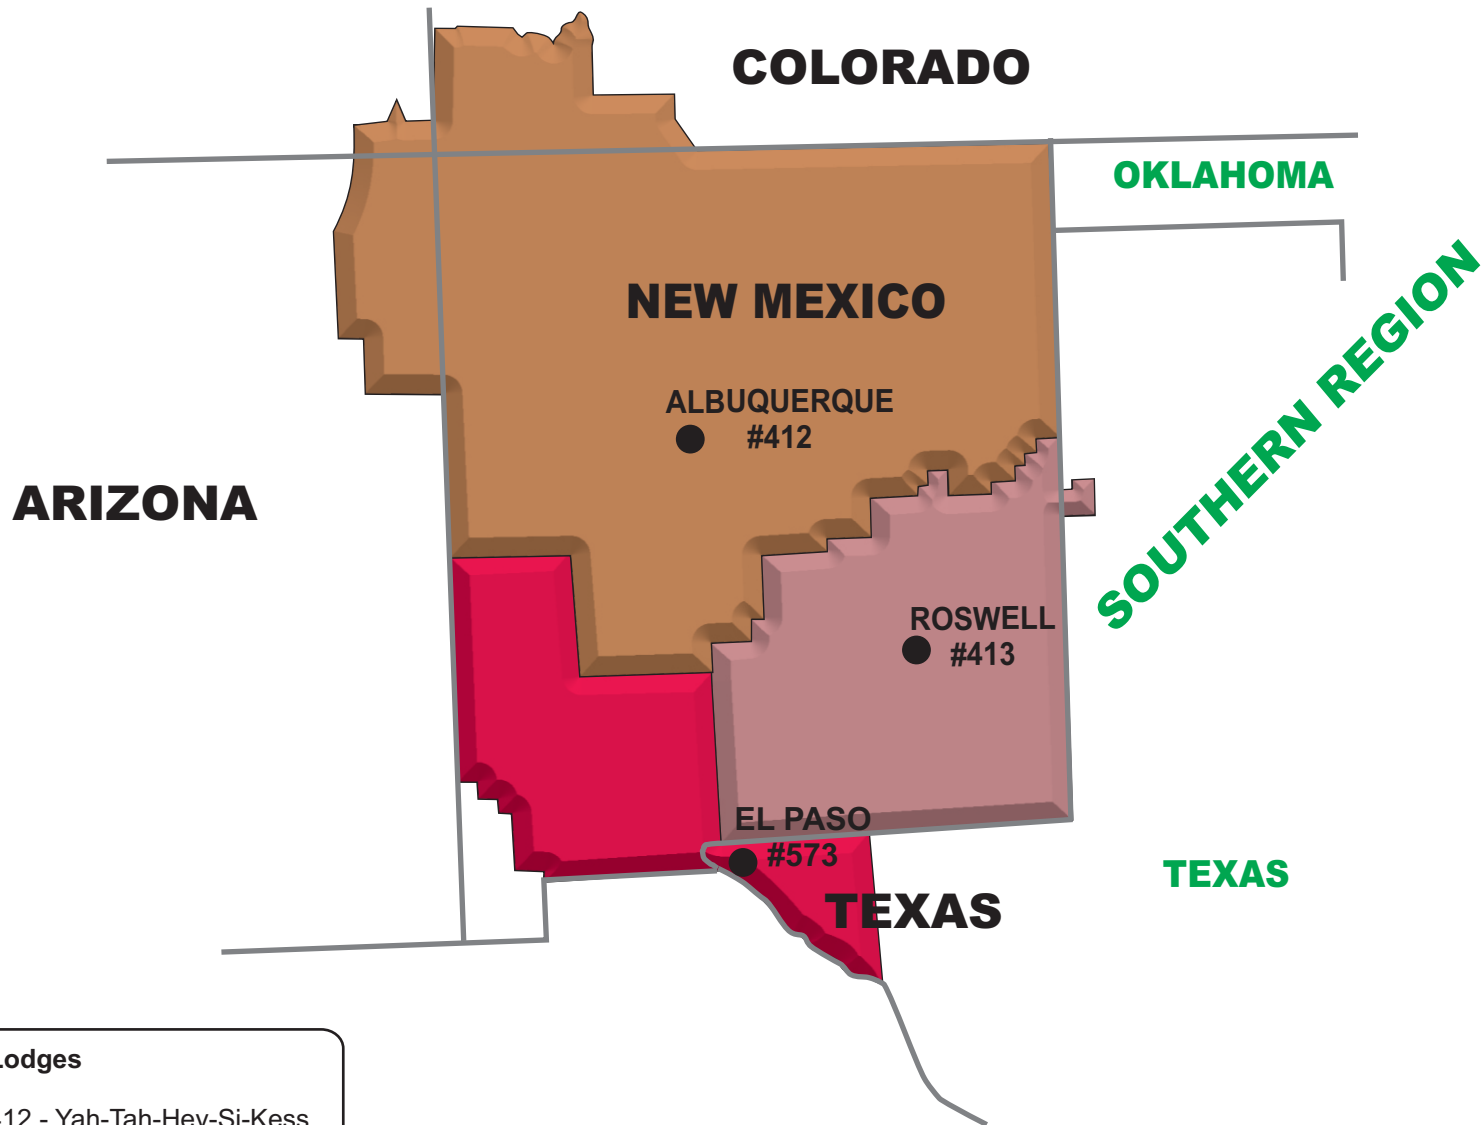 COLORADO
OKLAHOMA
NEW MEXICO
ALBUQUERQUE
#412
ARIZONA
SOUTHERN REGION
ROSWELL
#413
EL PASO
#573
TEXAS
TEXAS
Lodges
12 - Yah-Tah-Hey-Si-Kess